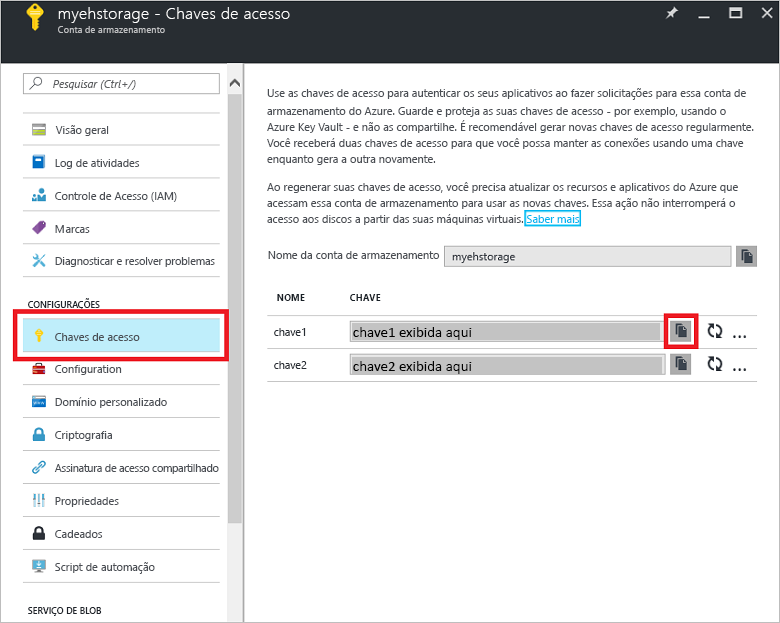 myehstorage - Chaves de acesso
Conta de armazenamento
Pesquisar (Ctrl+/)
Visão geral
Log de atividades
Controle de Acesso (IAM)
Marcas
Diagnosticar e resolver problemas
CONFIGURAÇÕES
Chaves de acesso
Configuration
Domínio personalizado
Criptografia
Assinatura de acesso compartilhado
Propriedades
Cadeados
Script de automação
SERVIÇO DE BLOB
Use as chaves de acesso para autenticar os seus aplicativos ao fazer solicitações para essa conta de
armazenamento do Azure. Guarde e proteja as suas chaves de acesso - por exemplo, usando o
Azure Key Vault - e não as compartilhe. É recomendável gerar novas chaves de acesso regularmente.
Você receberá duas chaves de acesso para que você possa manter as conexões usando uma chave
enquanto gera a outra novamente.
Ao regenerar suas chaves de acesso, você precisa atualizar os recursos e aplicativos do Azure que
acessam essa conta de armazenamento para usar as novas chaves. Essa ação não interromperá o
acesso aos discos a partir das suas máquinas virtuais. Saber mais
Nome da conta de armazenamento myehstorage
NOME CHAVE
chave1 chave1 exibida aqui ...
chave2 chave2 exibida aqui ...